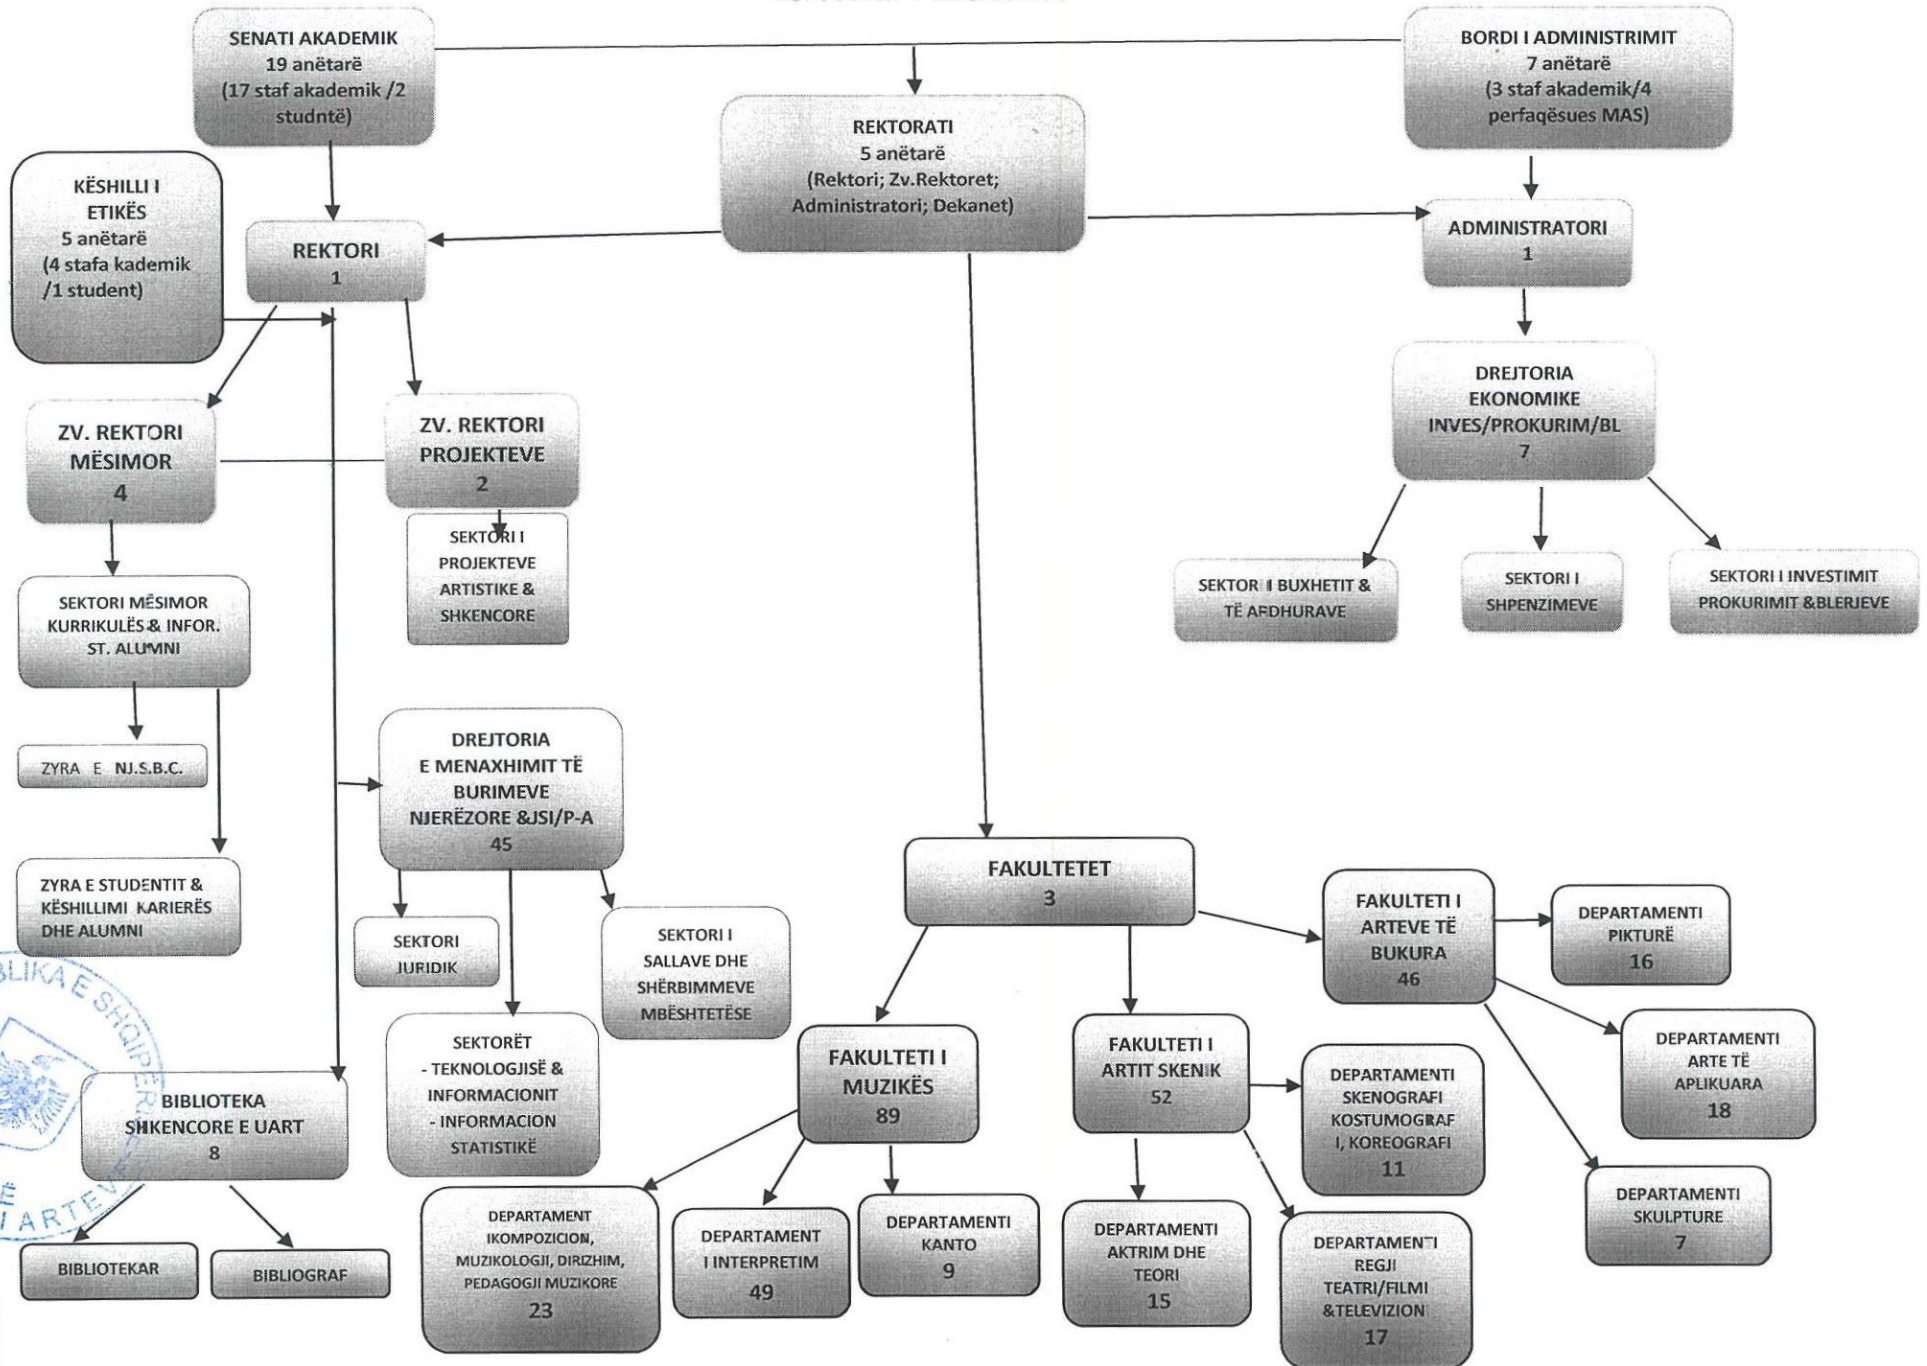 SENATI AKADEMIK
19 anëtarë
(17 staf akademik /2
studntë)
BORDI I ADMINISTRIMIT
7 anëtarë
(3 staf akademik/4
perfaqësues MAS)
REKTORATI
5 anëtarë
(Rektori; Zv.Rektoret;
Administratori; Dekanet)
KËSHILLI I
ETIKËS
5 anëtarë
(4 stafa kademik
/1 student)
REKTORI
1
ADMINISTRATORI
1
DREJTORIA
EKONOMIKE
INVES/PROKURIM/BL
7
ZV. REKTORI
MËSIMOR
4
ZV. REKTORI
PROJEKTEVE
2
SEKTORI I
PROJEKTEVE
ARTISTIKE &
SHKENCORE
SEKTORI I BUXHETIT &
TË ARDHURAVE
SEKTORI I
SHPENZIMEVE
SEKTORI I INVESTIMIT
PROKURIMIT &BLERJEVE
SEKTORI MËSIMOR
KURRIKULËS & INFOR.
ST. ALUMNI
ZYRA E NJ.S.B.C.
DREJTORIA
E MENAXHIMIT TË
BURIMEVE
NJERËZORE &JSI/P-A
45
ZYRA E STUDENTIT &
KËSHILLIMI KARIERËS
DHE ALUMNI
SEKTORI
JURIDIK
SEKTORI I
SALLAVE DHE
SHËRBIMMEVE
MBËSHTETËSE
SEKTORËT
- TEKNOLOGJISË &
INFORMACIONIT
- INFORMACION
STATISTIKË
FAKULTETET
3
FAKULTETI I
ARTEVE TË
BUKURA
46
DEPARTAMENTI
PIKTURË
16
DEPARTAMENTI
ARTE TË
APLIKUARA
18
DEPARTAMENTI
SKULPTURE
7
FAKULTETI I
MUZIKËS
89
FAKULTETI I
ARTIT SKENIK
52
DEPARTAMENTI
SKENOGRAFI
KOSTUMOGRAF
I, KOREOGRAFI
11
BIBLIOTEKA
SHKENCORE E UART
8
BIBLIOTEKAR
BIBLIOGRAF
DEPARTAMENT
IKOMPOZICION,
MUZIKOLOGJI, DIRIZHIM,
PEDAGOGJI MUZIKORE
23
DEPARTAMENT
I INTERPRETIM
49
DEPARTAMENTI
KANTO
9
DEPARTAMENTI
AKTRIM DHE
TEORI
15
DEPARTAMENTI
REGJI
TEATRI/FILMI
&TELEVIZION
17
BLIKA E SHQIPËRI
I ARTEVE